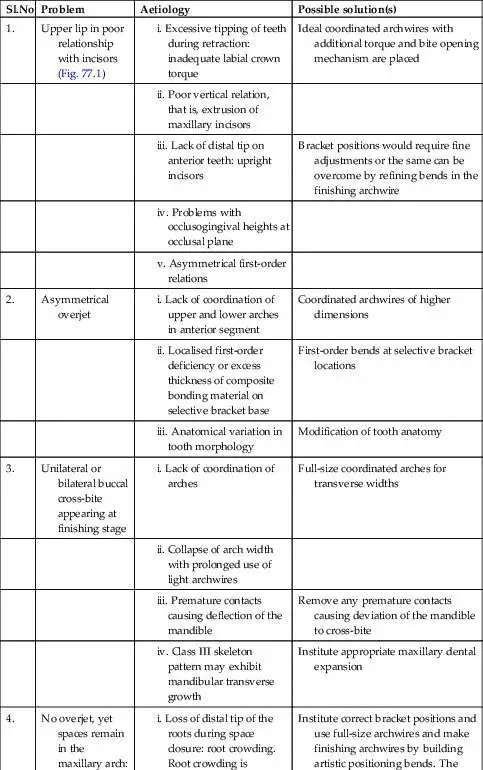 Sl.No Problem Aetiology Possible solution(s)
1. Upper lip in poor i. Excessive tipping of teeth Ideal coordinated archwires with
relationship during retraction: additional torque and bite opening
with incisors inadequate labial crown mechanism are placed
(Fig. 77.1) torque
ii. Poor vertical relation,
that is, extrusion of
maxillary incisors
iii. Lack of distal tip on Bracket positions would require fine
anterior teeth: upright adjustments or the same can be
incisors overcome by refining bends in the
finishing archwire
iv. Problems with
occlusogingival heights at
occlusal plane
v. Asymmetrical first-order
relations
2. Asymmetrical i. Lack of coordination of Coordinated archwires of higher
overjet upper and lower arches dimensions
in anterior segment
ii. Localised first-order First-order bends at selective bracket
deficiency or excess locations
thickness of composite
bonding material on
selective bracket base
iii. Anatomical variation in Modification of tooth anatomy
tooth morphology
3. Unilateral or i. Lack of coordination of Full-size coordinated arches for
bilateral buccal arches transverse widths
cross-bite
appearing at
finishing stage
ii. Collapse of arch width
with prolonged use of
light archwires
iii. Premature contacts Remove any premature contacts
causing deflection of the causing deviation of the mandible
mandible to cross-bite
iv. Class III skeleton Institute appropriate maxillary dental
pattern may exhibit expansion
mandibular transverse
growth
4. No overjet, yet i. Loss of distal tip of the Institute correct bracket positions and
spaces remain roots during space use full-size archwires and make
in the closure: root crowding. finishing archwires by building
maxillary arch: Root crowding is artistic positioning bends. The